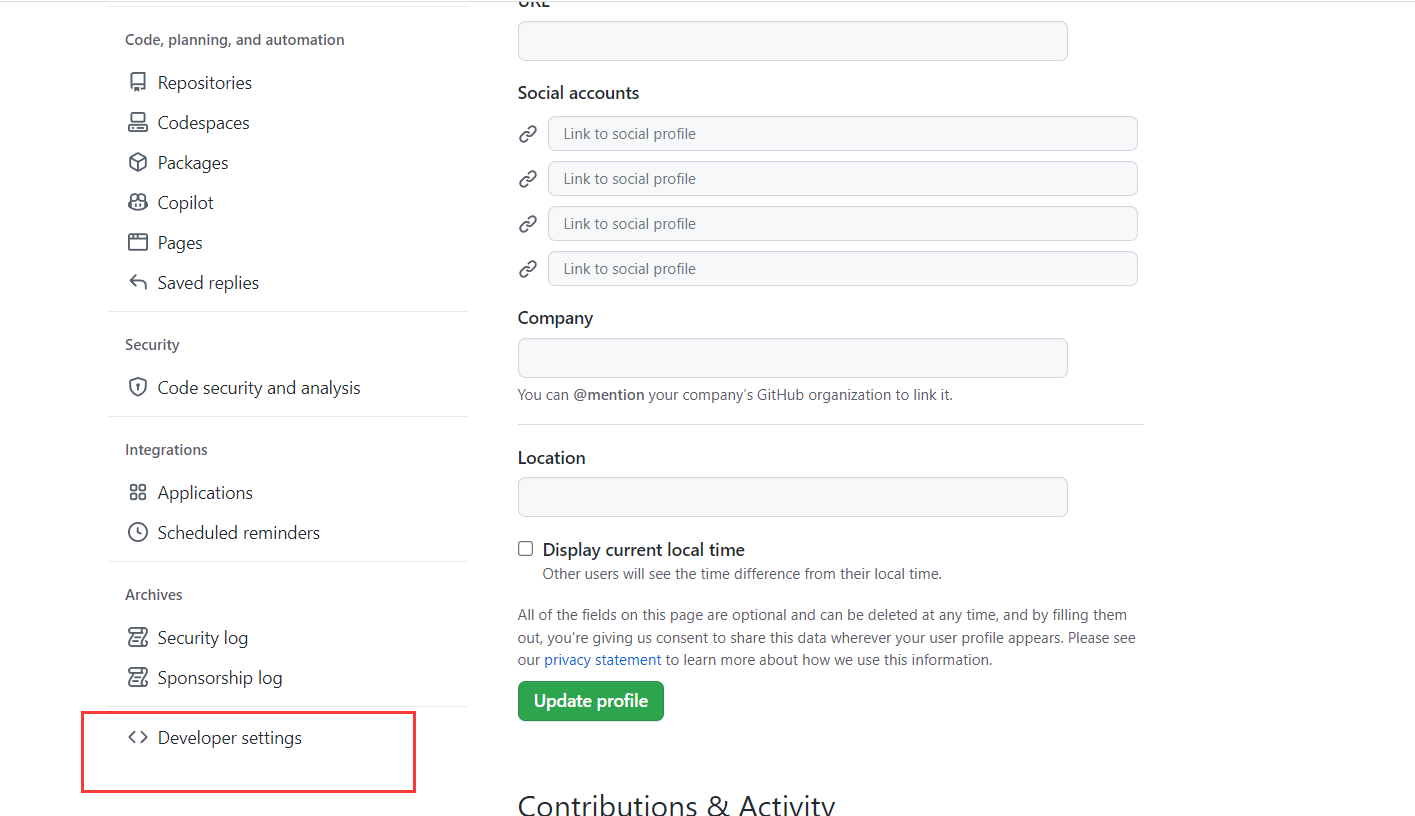 Code, planning, and automation
Repositories
Codespaces
Packages
Copilot
Pages
Saved replies
Security
Code security and analysis
Integrations
Applications
Scheduled reminders
Archives
Security log
Sponsorship log
Developer settings
URL
Social accounts
Link to social profile
Link to social profile
Link to social profile
Link to social profile
Company
You can @mention your company’s GitHub organization to link it.
Location
Display current local time
Other users will see the time difference from their local time.
All of the fields on this page are optional and can be deleted at any time, and by filling them
out, you're giving us consent to share this data wherever your user profile appears. Please see
our privacy statement to learn more about how we use this information.
Update profile
Contributions & Activity